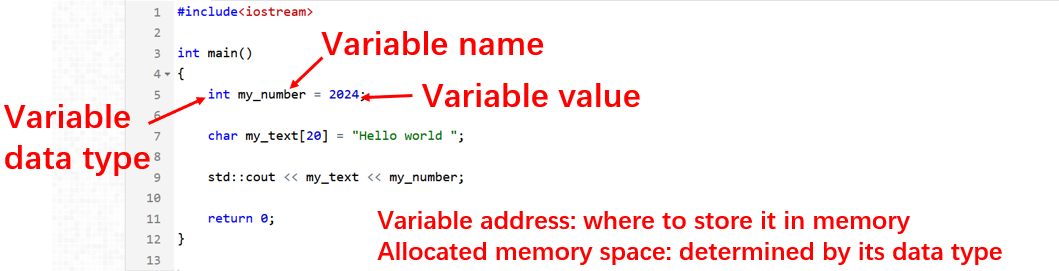 1 #include<iostream>
2
3 int main()
Variable name
4 {
5 int my_number = 2024;
Variable value
6
Variable
data type
7 char my_text[20] = "Hello world ";
8
9 std::cout << my_text << my_number;
10
11 return 0;
Variable address: where to store it in memory
12 }
Allocated memory space: determined by its data type
13